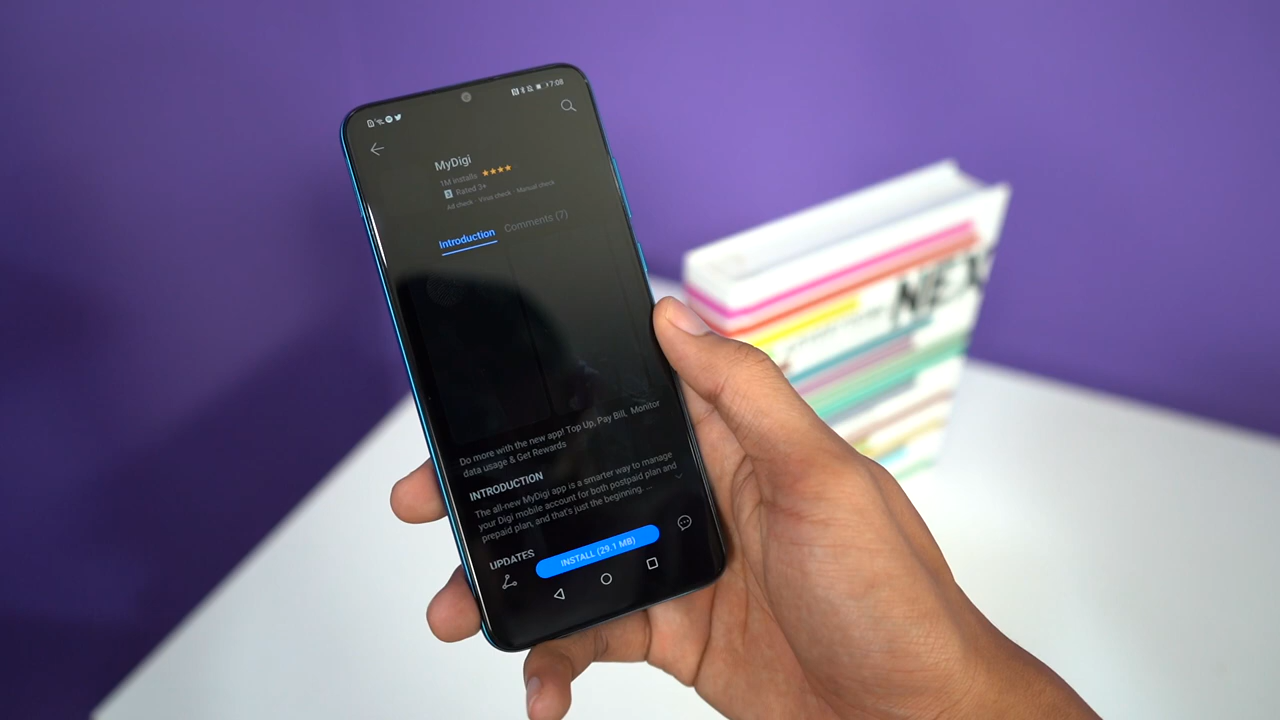 7:08
MyDigi
1M installs
3 Rated 3+
Ad check · Virus check · Manual check
Introduction Comments (7)
Do more with the new app! Top Up, Pay Bill, Monitor
data usage & Get Rewards
INTRODUCTION
The all-new MyDigi app is a smarter way to manage
your Digi mobile account for both postpaid plan and
prepaid plan, and that's just the beginning. ...
UPDATES
INSTALL (29.1 MB)
NEX